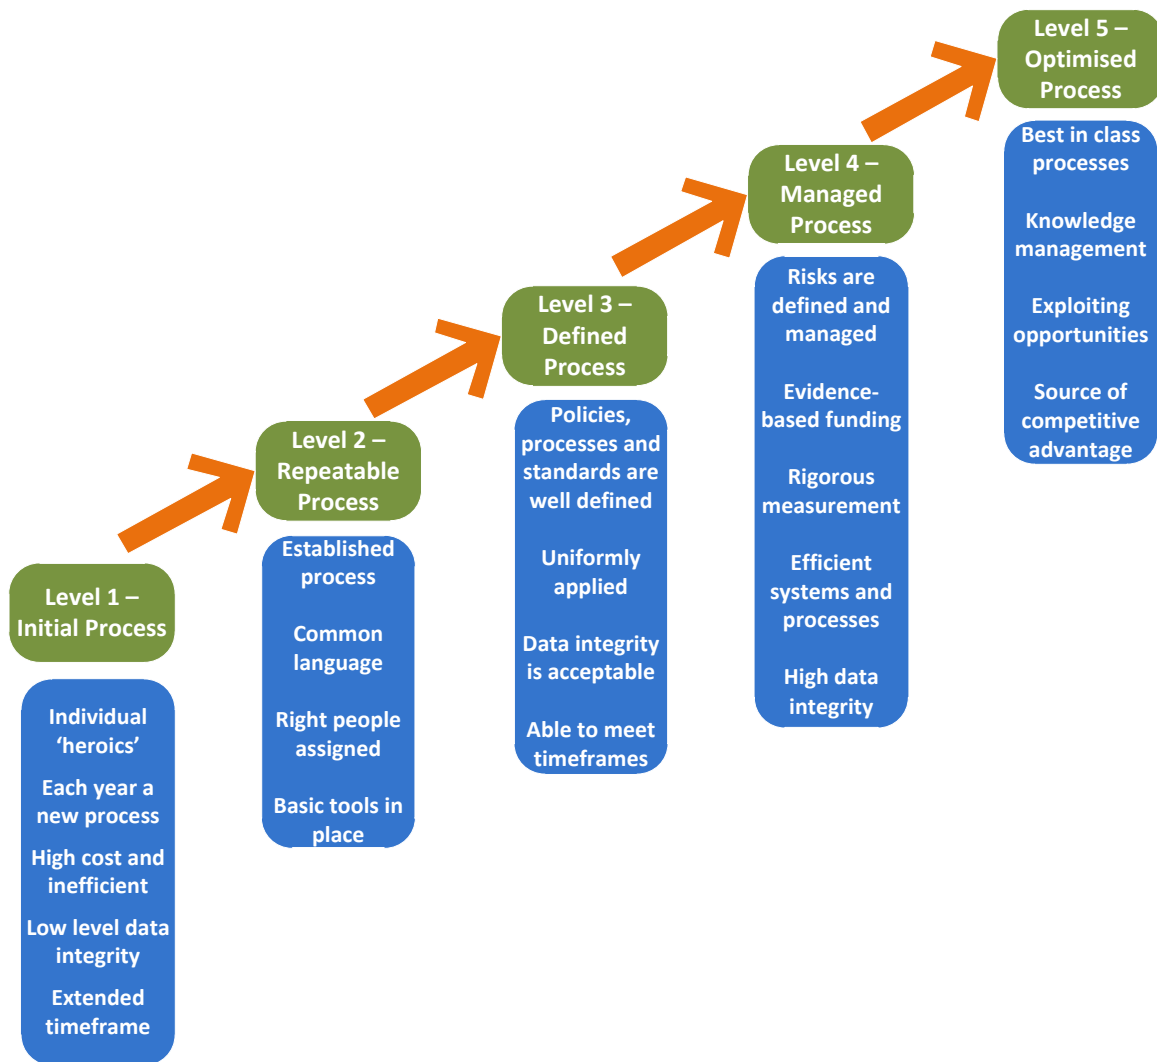 Level 1 –
Initial Process
Individual
‘heroics’
Each year a
new process
High cost and
inefficient
Low level data
integrity
Extended
timeframe
Level 2 –
Repeatable
Process
Established
process
Common
language
Right people
assigned
Basic tools in
place
Level 3 –
Defined
Process
Policies,
processes and
standards are
well defined
Uniformly
applied
Data integrity
is acceptable
Able to meet
timeframes
Level 4 –
Managed
Process
Risks are
defined and
managed
Evidence-
based funding
Rigorous
measurement
Efficient
systems and
processes
High data
integrity
Level 5 –
Optimised
Process
Best in class
processes
Knowledge
management
Exploiting
opportunities
Source of
competitive
advantage